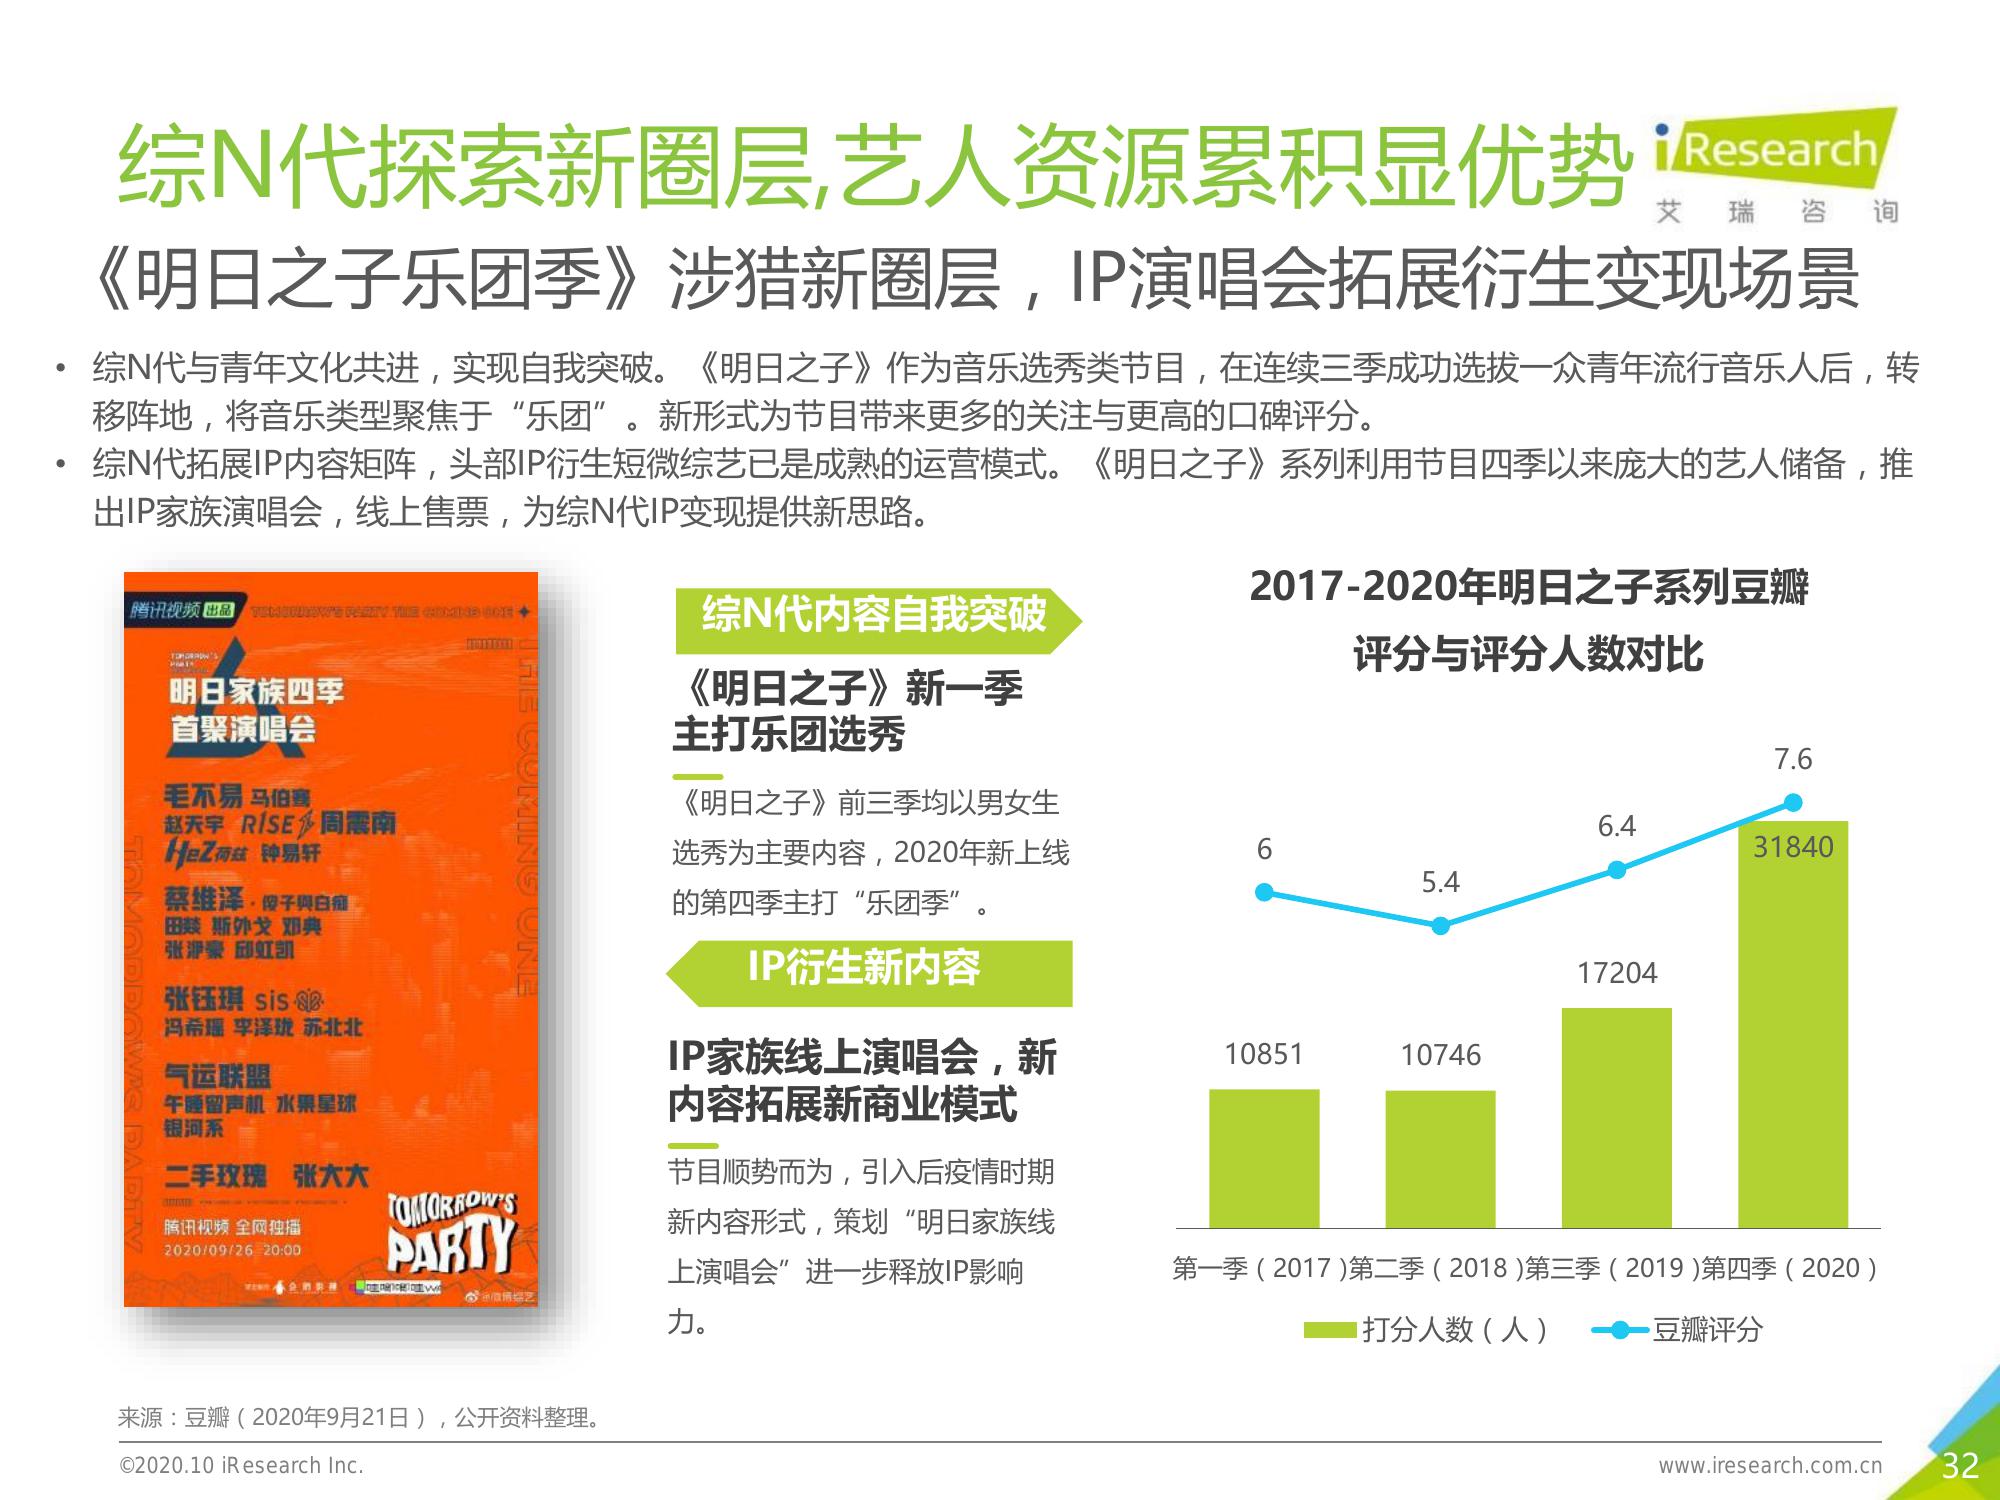 综N代探索新圈层,艺人资源累积显优势
iResearch
艾瑞咨询
《明日之子乐团季》涉猎新圈层，IP演唱会拓展衍生变现场景
• 综N代与青年文化共进，实现自我突破。《明日之子》作为音乐选秀类节目，在连续三季成功选拔一众青年流行音乐人后，转
移阵地，将音乐类型聚焦于“乐团”。新形式为节目带来更多的关注与更高的口碑评分。
• 综N代拓展IP内容矩阵，头部IP衍生短微综艺已是成熟的运营模式。《明日之子》系列利用节目四季以来庞大的艺人储备，推
出IP家族演唱会，线上售票，为综N代IP变现提供新思路。
腾讯视频 出品
TOMORROW'S PARTY THE COMING ONE
TOMORROW'S
PARTY
明日家族四季
首聚演唱会
毛不易 马伯骞
赵天宇 R1SE 周震南
HeZ荷兹 钟易轩
蔡维泽·傻子與白痴
田燚 斯外戈 邓典
张洢豪 邱虹凯
张钰琪 sis
冯希瑶 李泽珑 苏北北
气运联盟
午睡留声机 水果星球
银河系
二手玫瑰 张大大
腾讯视频 全网独播
2020/09/26 20:00
TOMORROW'S
PARTY
THE COMING ONE
TOMORROW'S PARTY
综N代内容自我突破
《明日之子》新一季
主打乐团选秀
《明日之子》前三季均以男女生
选秀为主要内容，2020年新上线
的第四季主打“乐团季”。
IP衍生新内容
IP家族线上演唱会，新
内容拓展新商业模式
节目顺势而为，引入后疫情时期
新内容形式，策划“明日家族线
上演唱会”进一步释放IP影响
力。
2017-2020年明日之子系列豆瓣
评分与评分人数对比
7.6
6.4
6
5.4
31840
17204
10851
10746
第一季（2017）第二季（2018）第三季（2019）第四季（2020）
打分人数（人）
豆瓣评分
来源：豆瓣（2020年9月21日），公开资料整理。
©2020.10 iResearch Inc.
www.iresearch.com.cn
32